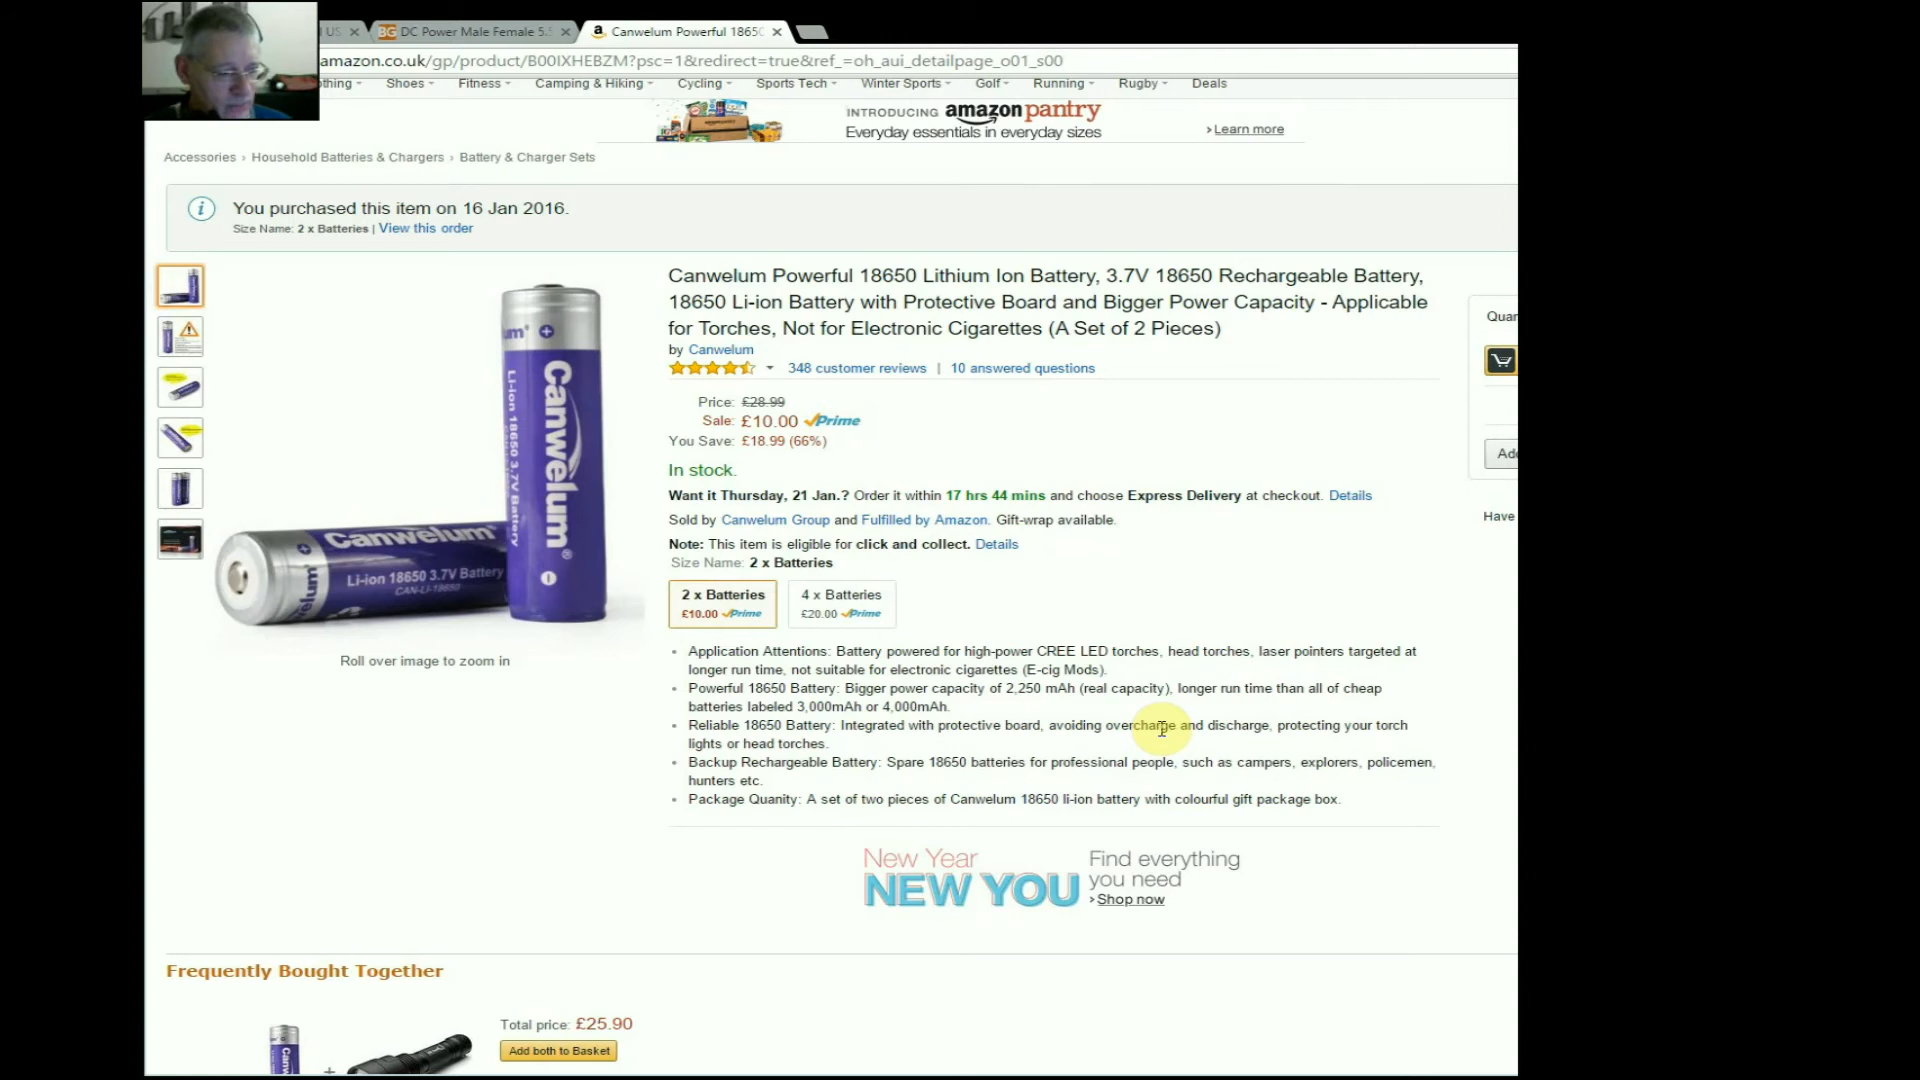 US
DC Power Male Female 5.5
Canwelum Powerful 1865
amazon.co.uk/gp/product/B00IXHEBZM?psc=1&redirect=true&ref_=oh_aui_detailpage_o01_s00
othing Shoes Fitness Camping & Hiking Cycling Sports Tech Winter Sports Golf Running Rugby Deals
INTRODUCING amazon pantry
Everyday essentials in everyday sizes
› Learn more
Accessories › Household Batteries & Chargers › Battery & Charger Sets
You purchased this item on 16 Jan 2016.
Size Name: 2 x Batteries | View this order
Canwelum Powerful 18650 Lithium Ion Battery, 3.7V 18650 Rechargeable Battery,
18650 Li-ion Battery with Protective Board and Bigger Power Capacity - Applicable
for Torches, Not for Electronic Cigarettes (A Set of 2 Pieces)
by Canwelum
348 customer reviews | 10 answered questions
Price: £28.99
Sale: £10.00 Prime
You Save: £18.99 (66%)
In stock.
Want it Thursday, 21 Jan.? Order it within 17 hrs 44 mins and choose Express Delivery at checkout. Details
Sold by Canwelum Group and Fulfilled by Amazon. Gift-wrap available.
Note: This item is eligible for click and collect. Details
Size Name: 2 x Batteries
2 x Batteries
£10.00 Prime
4 x Batteries
£20.00 Prime
Quan
Add
Have
um®
Canwelum®
Li-ion 18650 3.7V Battery
Canwelum
Li-ion 18650 3.7V Battery
CAN-LI-18650
welum
Roll over image to zoom in
Application Attentions: Battery powered for high-power CREE LED torches, head torches, laser pointers targeted at
longer run time, not suitable for electronic cigarettes (E-cig Mods).
Powerful 18650 Battery: Bigger power capacity of 2,250 mAh (real capacity), longer run time than all of cheap
batteries labeled 3,000mAh or 4,000mAh.
Reliable 18650 Battery: Integrated with protective board, avoiding overcharge and discharge, protecting your torch
lights or head torches.
Backup Rechargeable Battery: Spare 18650 batteries for professional people, such as campers, explorers, policemen,
hunters etc.
Package Quanity: A set of two pieces of Canwelum 18650 li-ion battery with colourful gift package box.
New Year
NEW YOU
Find everything
you need
› Shop now
Frequently Bought Together
Total price: £25.90
Add both to Basket